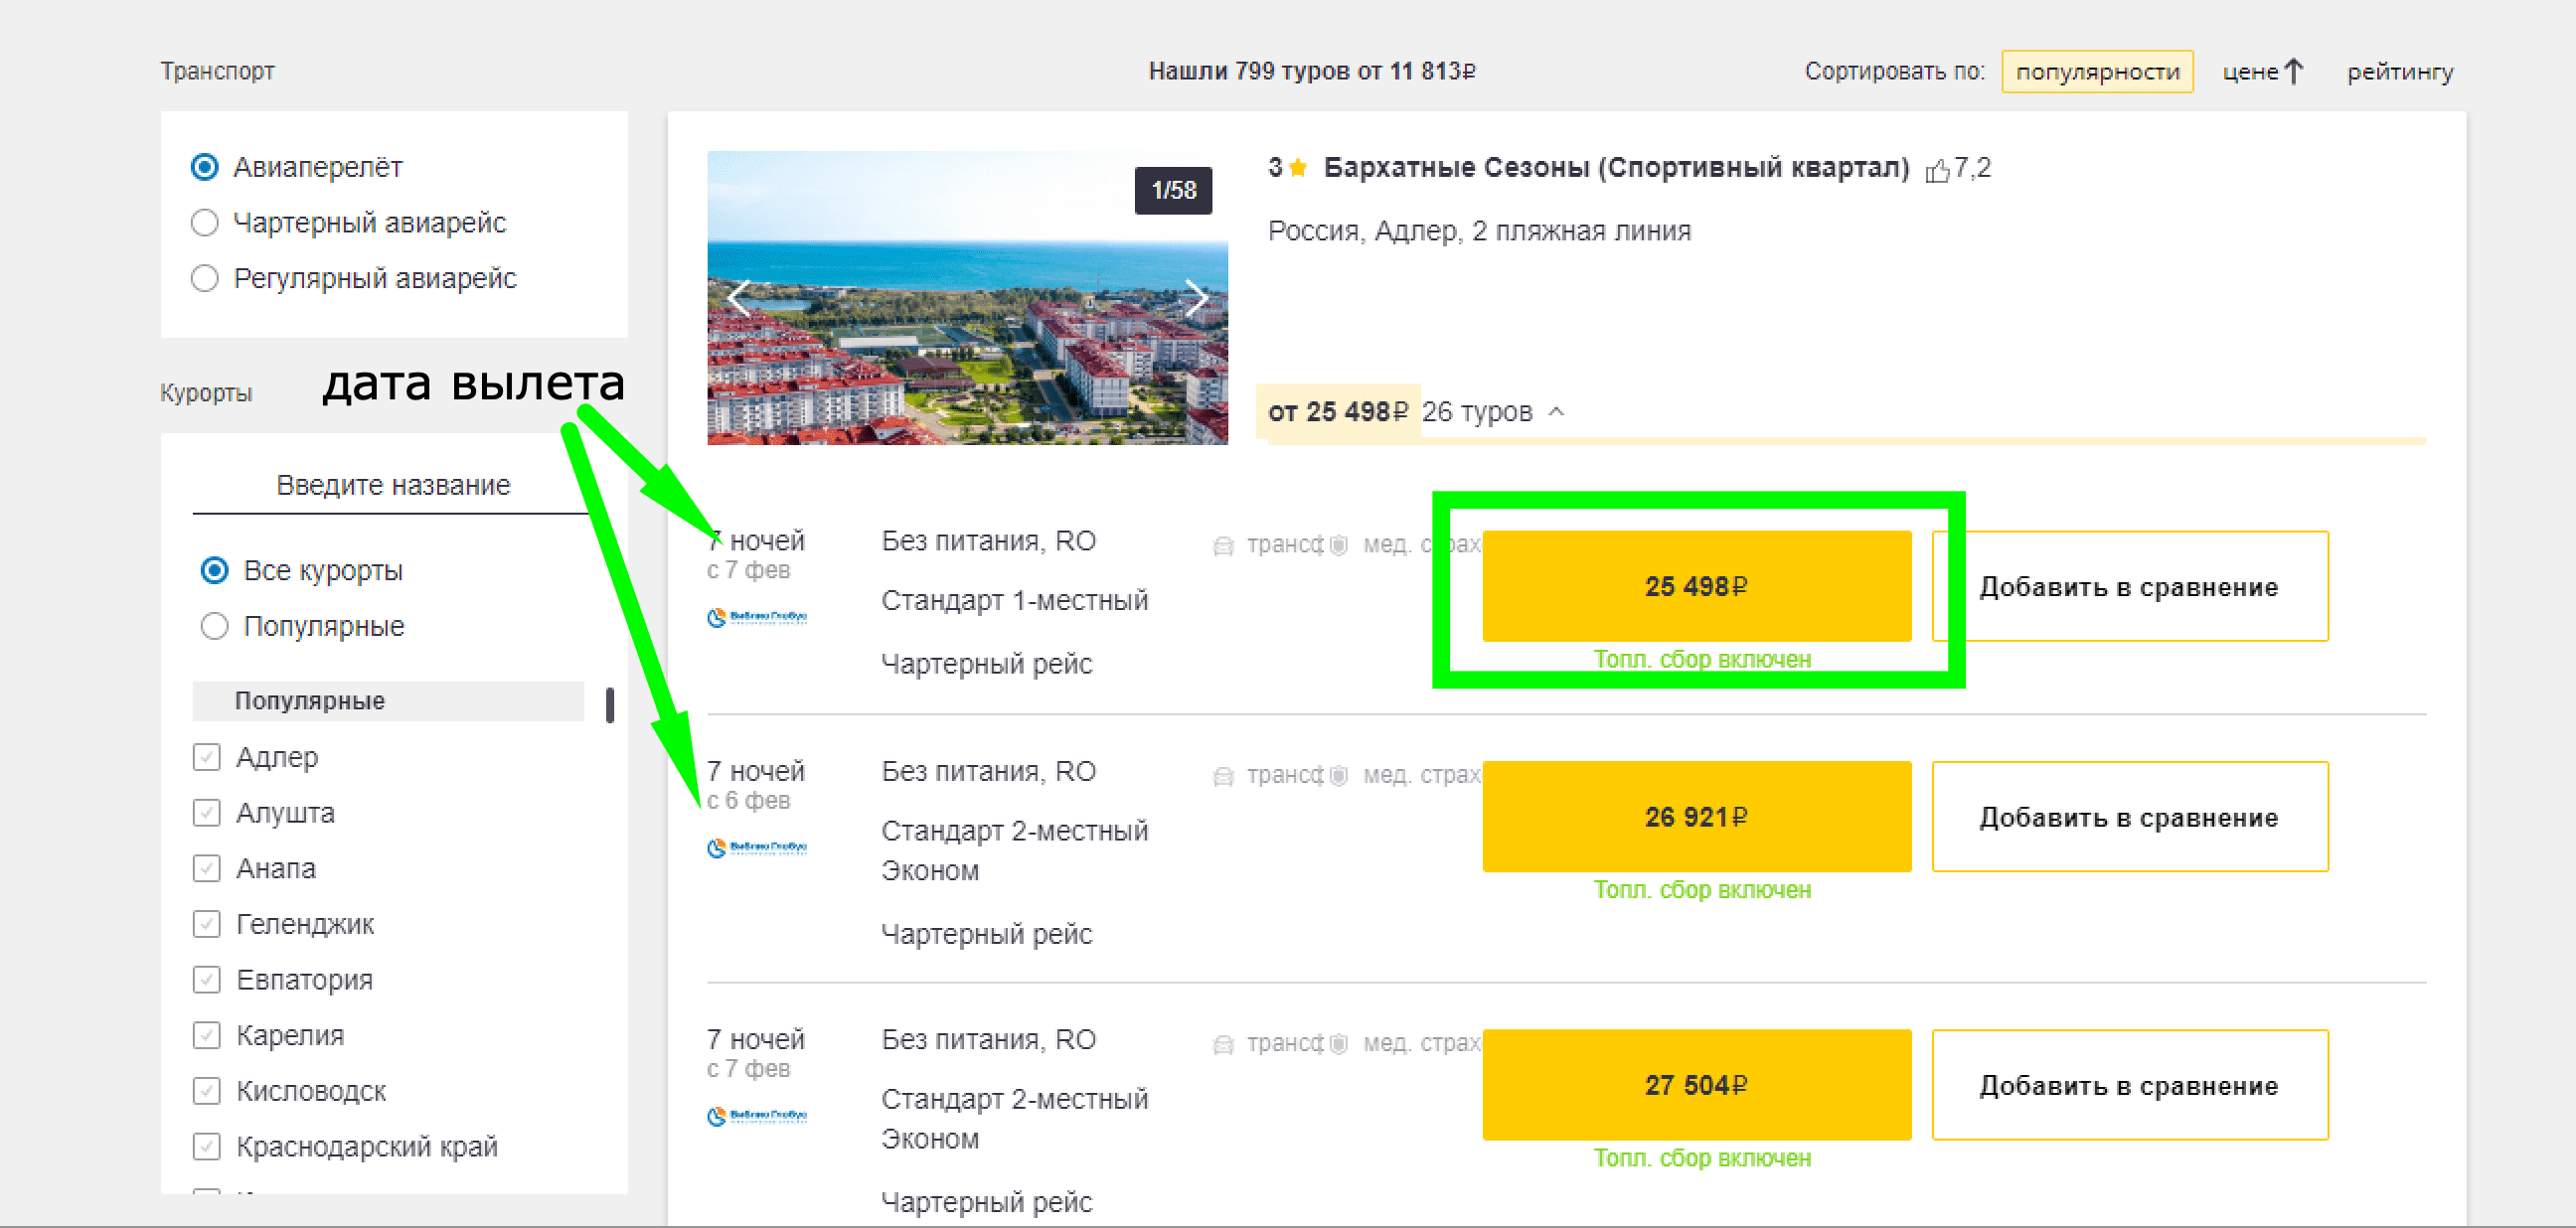 Транспорт
Нашли 799 туров от 11 813₽
Сортировать по: популярности цене↑ рейтингу
Авиаперелёт
Чартерный авиарейс
Регулярный авиарейс
1/58
3 Бархатные Сезоны (Спортивный квартал) 7,2
Россия, Адлер, 2 пляжная линия
от 25 498₽ 26 туров
Курорты
дата вылета
Введите название
Все курорты
Популярные
Популярные
Адлер
Алушта
Анапа
Геленджик
Евпатория
Карелия
Кисловодск
Краснодарский край
7 ночей
с 7 фев
Библио Глобус
Без питания, RO
Стандарт 1-местный
Чартерный рейс
трансф мед. страх
25 498₽
Топл. сбор включен
Добавить в сравнение
7 ночей
с 6 фев
Библио Глобус
Без питания, RO
Стандарт 2-местный
Эконом
Чартерный рейс
трансф мед. страх
26 921₽
Топл. сбор включен
Добавить в сравнение
7 ночей
с 7 фев
Библио Глобус
Без питания, RO
Стандарт 2-местный
Эконом
Чартерный рейс
трансф мед. страх
27 504₽
Топл. сбор включен
Добавить в сравнение